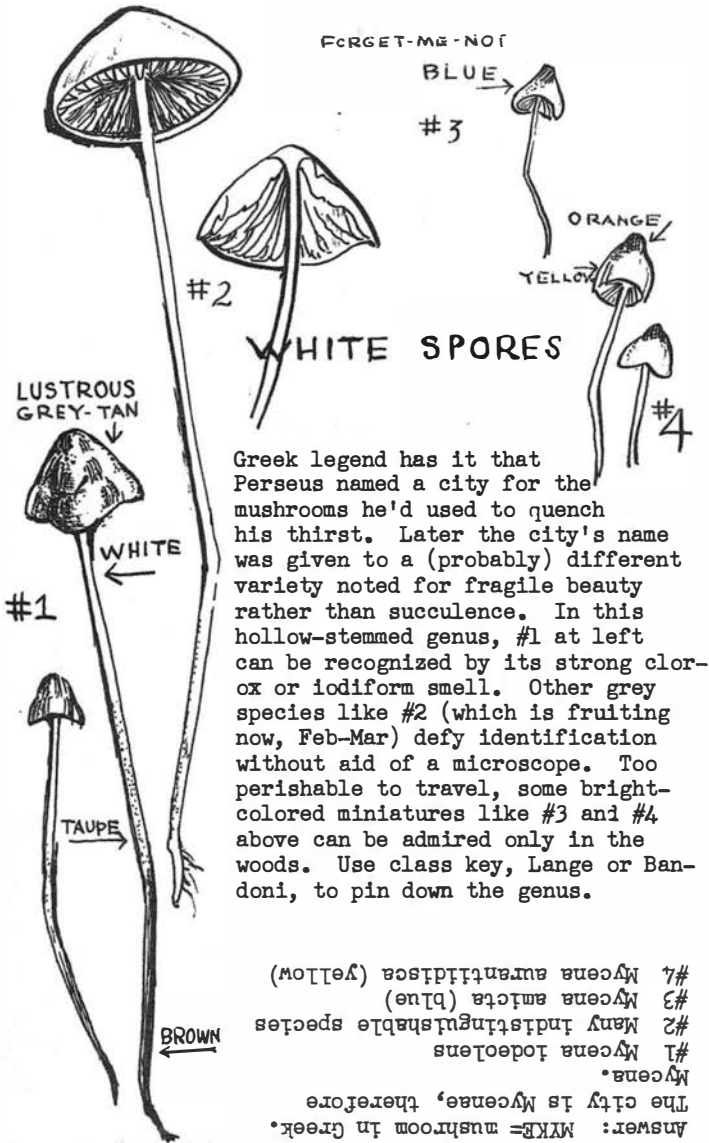 FORGET-ME-NOT
BLUE
#3
ORANGE
YELLOW
#2
WHITE SPORES
#4
LUSTROUS
GREY-TAN
WHITE
#1
TAUPE
BROWN
Greek legend has it that
Perseus named a city for the
mushrooms he'd used to quench
his thirst. Later the city's name
was given to a (probably) different
variety noted for fragile beauty
rather than succulence. In this
hollow-stemmed genus, #1 at left
can be recognized by its strong clor-
ox or iodiform smell. Other grey
species like #2 (which is fruiting
now, Feb-Mar) defy identification
without aid of a microscope. Too
perishable to travel, some bright-
colored miniatures like #3 and #4
above can be admired only in the
woods. Use class key, Lange or Ban-
doni, to pin down the genus.
Answer: MYKE= mushroom in Greek.
The city is Mycenae, therefore
Mycena.
#1 Mycena iodeolens
#2 Many indistinguishable species
#3 Mycena amicta (blue)
#4 Mycena aurantiidisca (yellow)